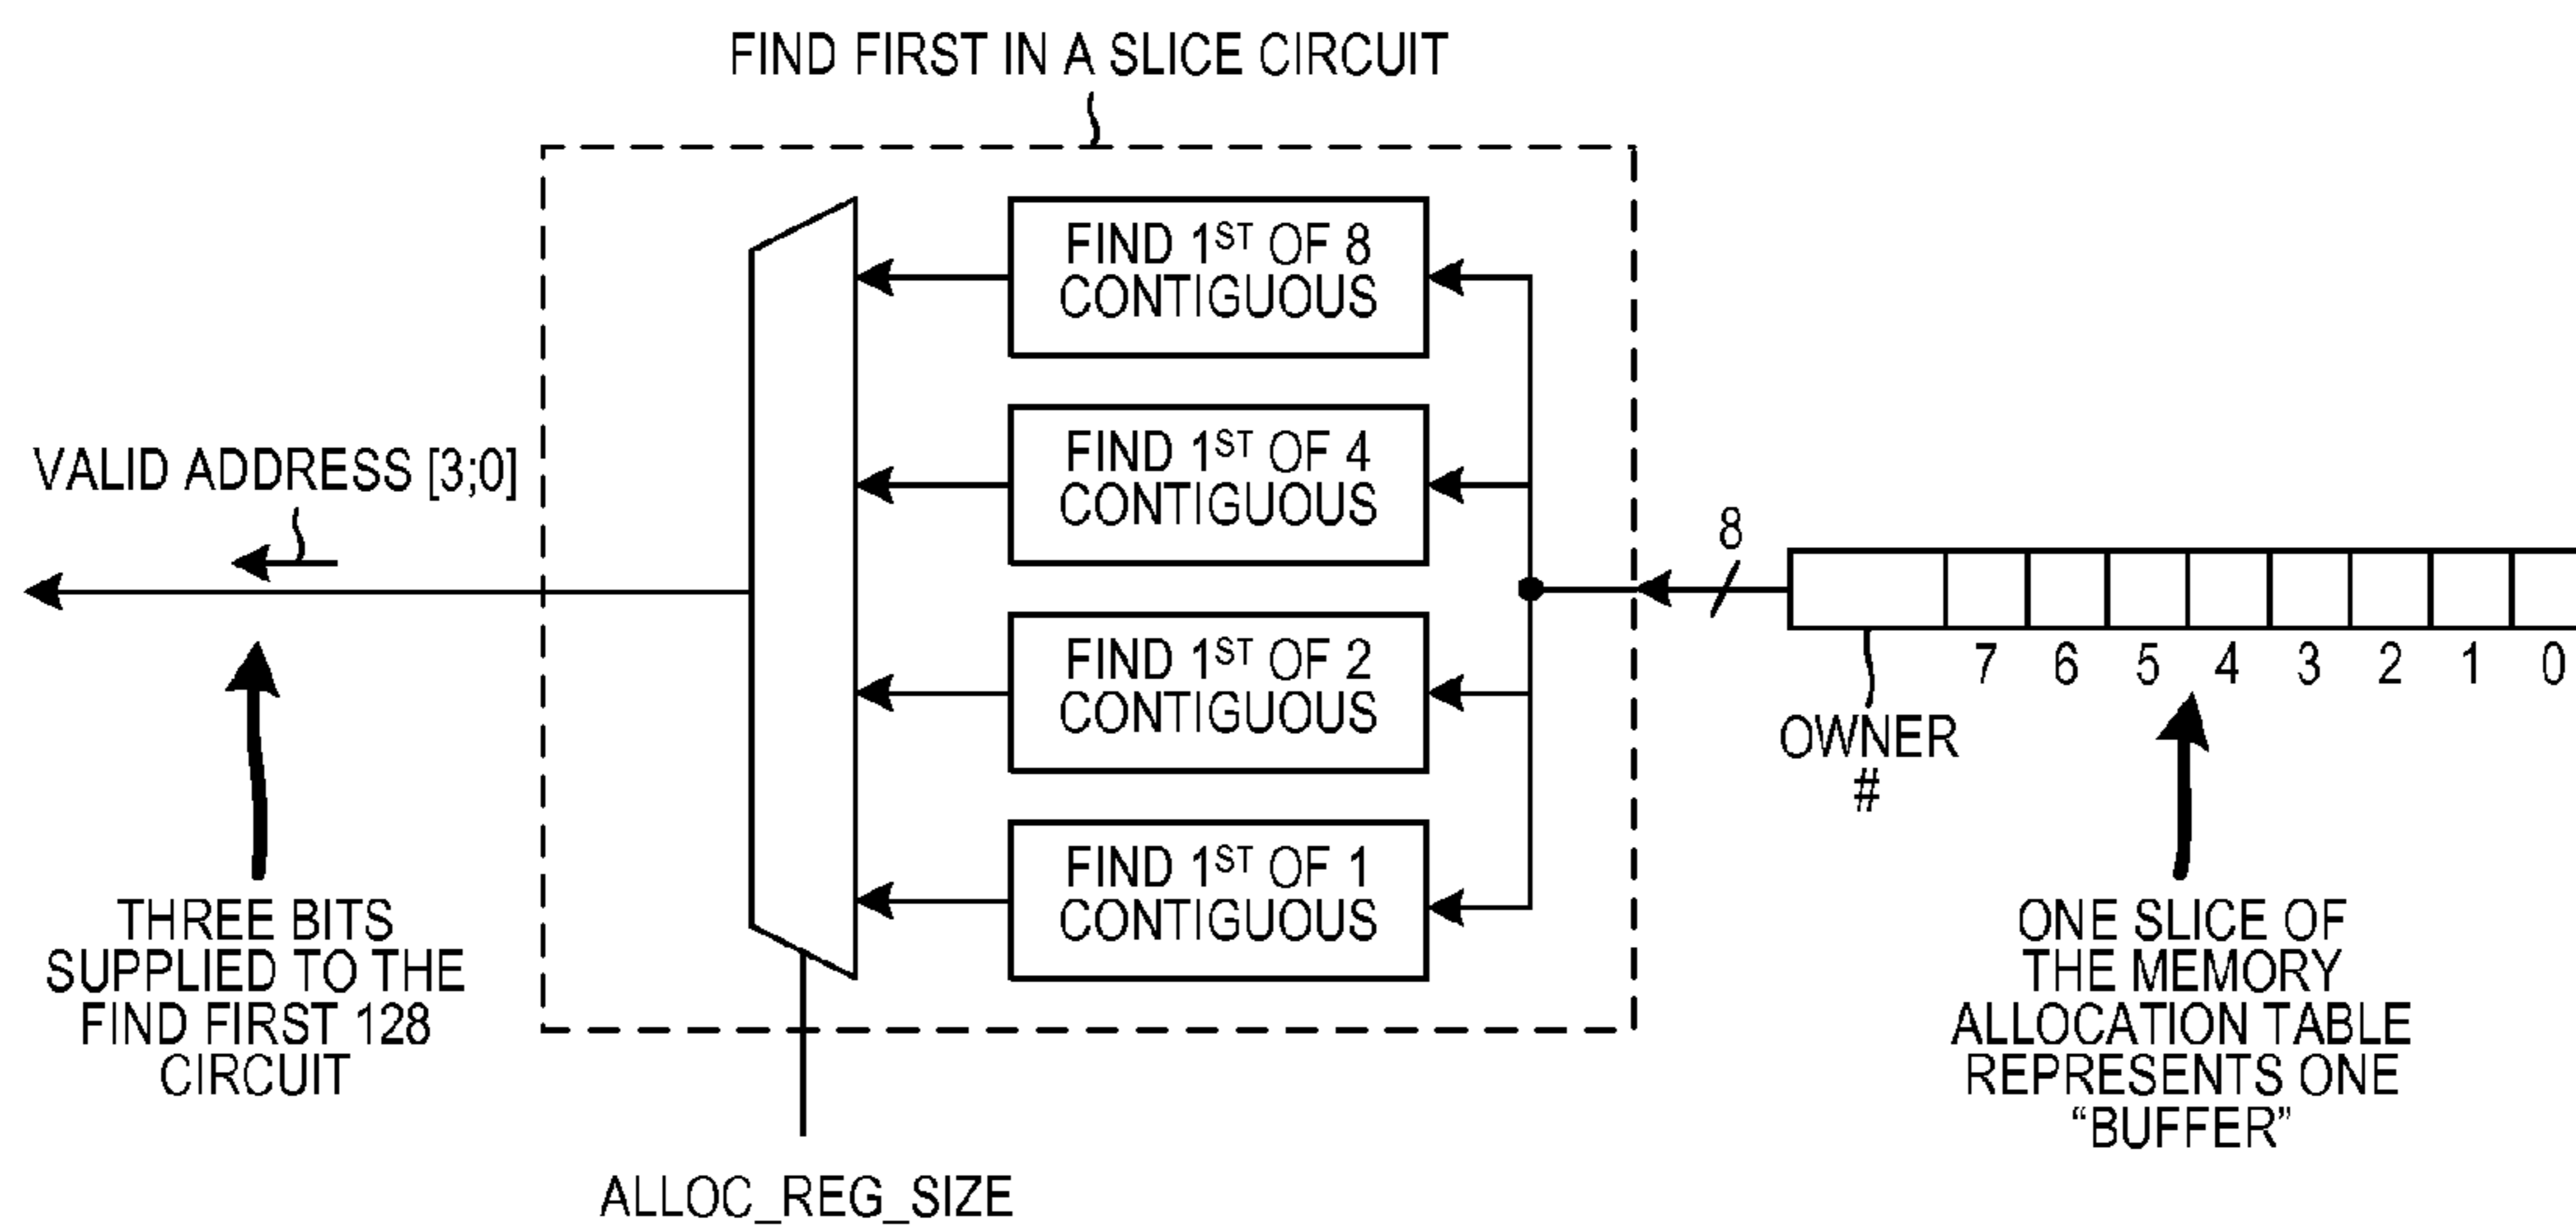 FIND FIRST IN A SLICE CIRCUIT
FIND 1ST OF 8
CONTIGUOUS
FIND 1ST OF 4
CONTIGUOUS
FIND 1ST OF 2
CONTIGUOUS
FIND 1ST OF 1
CONTIGUOUS
VALID ADDRESS [3;0]
THREE BITS
SUPPLIED TO THE
FIND FIRST 128
CIRCUIT
ALLOC_REG_SIZE
8
7 6 5 4 3 2 1 0
OWNER
#
ONE SLICE OF
THE MEMORY
ALLOCATION TABLE
REPRESENTS ONE
“BUFFER”